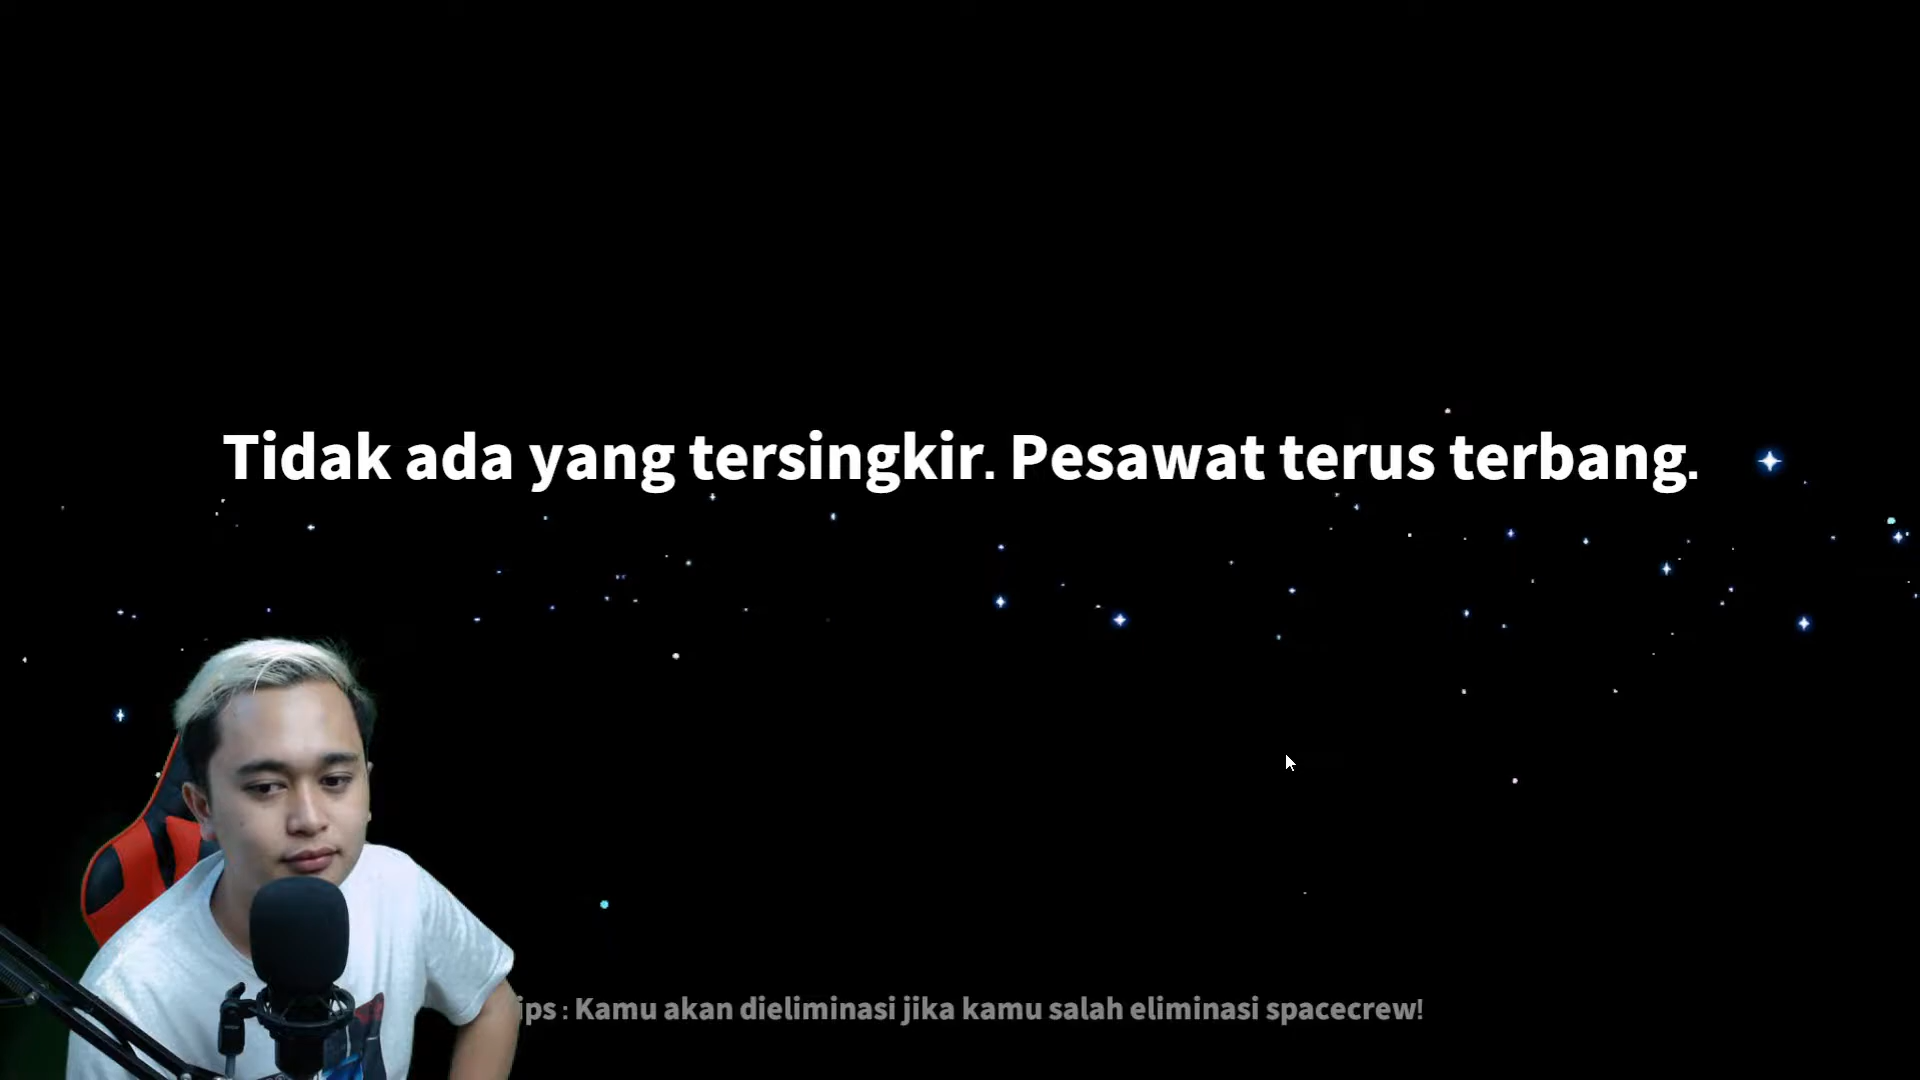 Tidak ada yang tersingkir. Pesawat terus terbang.
ips : Kamu akan dieliminasi jika kamu salah eliminasi spacecrew!